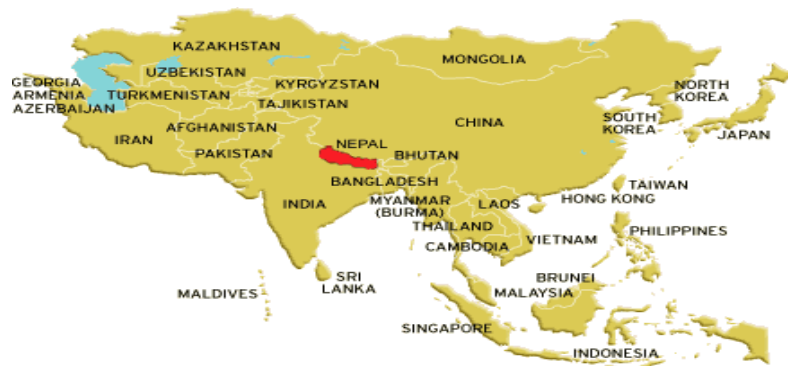 KAZAKHSTAN
MONGOLIA
UZBEKISTAN
GEORGIA
ARMENIA
AZERBAIJAN
TURKMENISTAN
KYRGYZSTAN
TAJIKISTAN
NORTH
KOREA
SOUTH
KOREA
JAPAN
CHINA
IRAN
AFGHANISTAN
PAKISTAN
NEPAL
BHUTAN
BANGLADESH
INDIA
MYANMAR
(BURMA)
LAOS
HONG KONG
TAIWAN
THAILAND
CAMBODIA
VIETNAM
PHILIPPINES
SRI
LANKA
MALDIVES
BRUNEI
MALAYSIA
SINGAPORE
INDONESIA